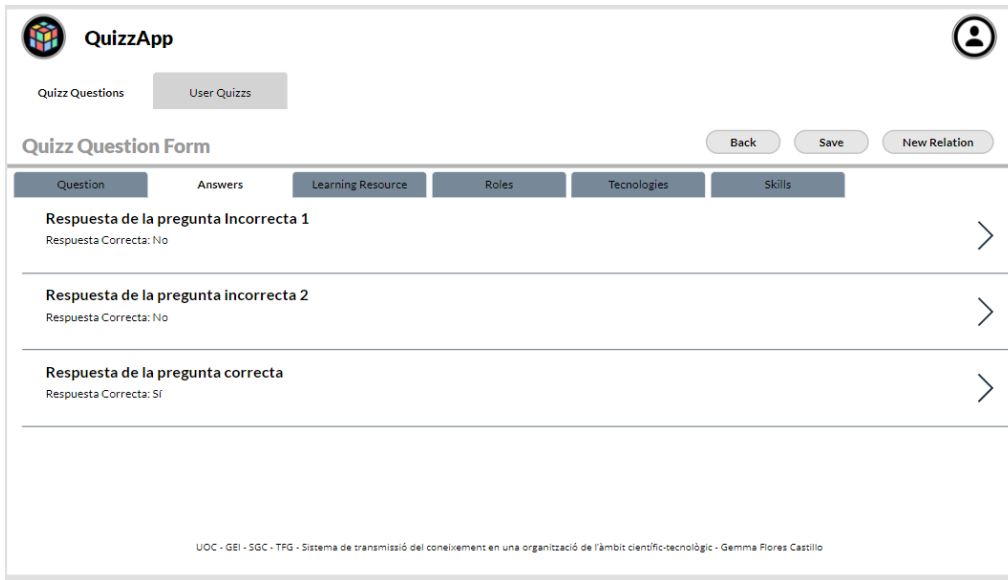 QuizzApp
Quizz Questions User Quizzs
Quizz Question Form Back Save New Relation
Question Answers Learning Resource Roles Tecnologies Skills
Respuesta de la pregunta Incorrecta 1
Respuesta Correcta: No
Respuesta de la pregunta incorrecta 2
Respuesta Correcta: No
Respuesta de la pregunta correcta
Respuesta Correcta: Sí
UOC - GEI - SGC - TFG - Sistema de transmissió del coneixement en una organització de l'àmbit científic-tecnològic - Gemma Flores Castillo